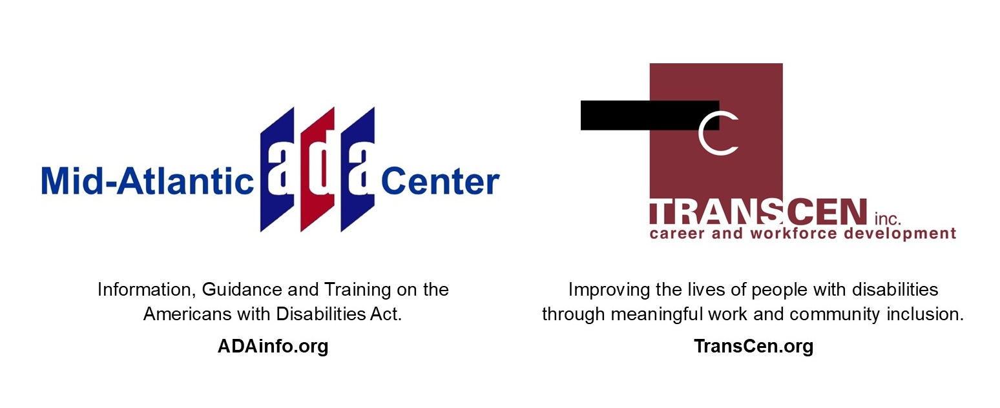 Mid-Atlantic ada Center
Information, Guidance and Training on the
Americans with Disabilities Act.
ADAinfo.org
C
TRANSCEN inc.
career and workforce development
Improving the lives of people with disabilities
through meaningful work and community inclusion.
TransCen.org